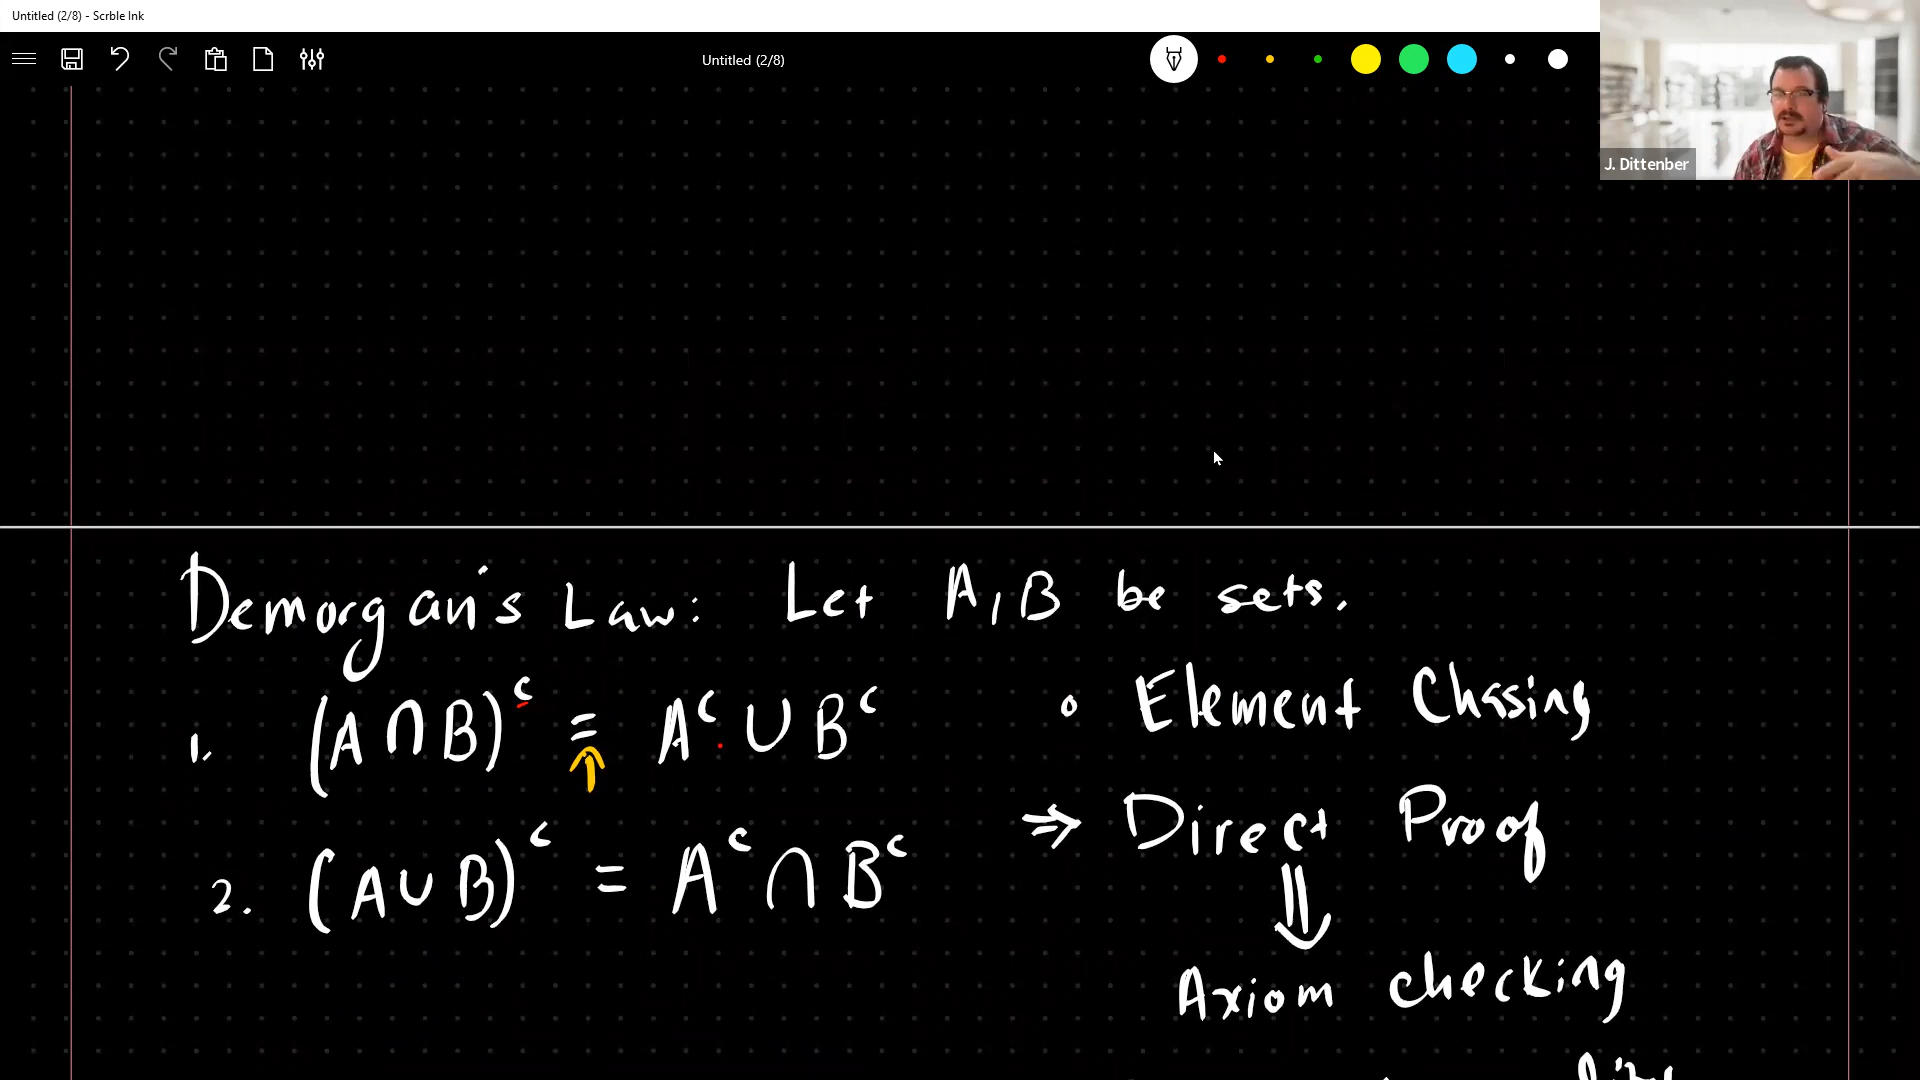 Untitled (2/8) - Scrble Ink
Untitled (2/8)
J. Dittenber
Demorgan's Law: Let A, B be sets.
1. (A ∩ B)ᶜ = Aᶜ ∪ Bᶜ
• Element Chasing
⇒ Direct Proof
2. (A ∪ B)ᶜ = Aᶜ ∩ Bᶜ
Axiom checking